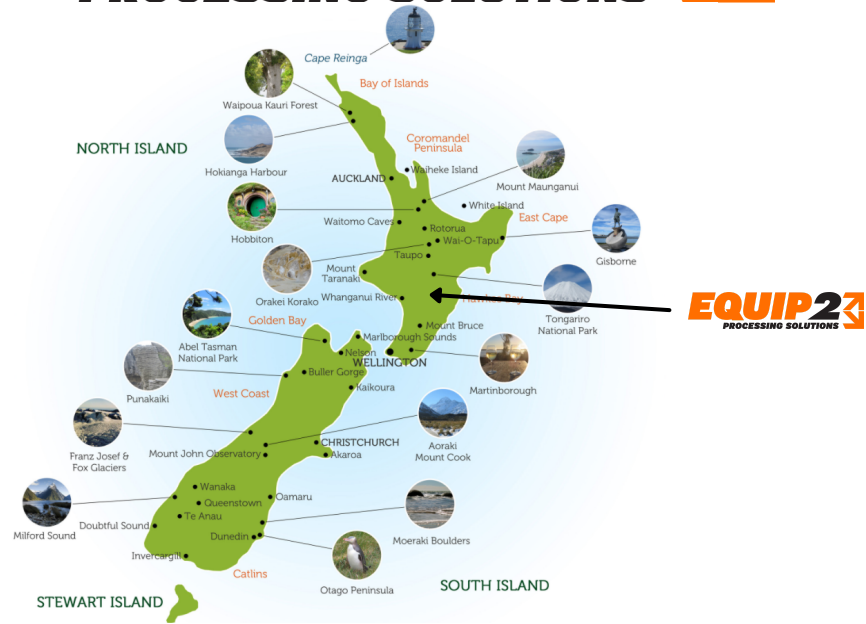 PROCESSING SOLUTIONS
Cape Reinga
Bay of Islands
Waipoua Kauri Forest
NORTH ISLAND
Coromandel
Peninsula
Hokianga Harbour
Waiheke Island
AUCKLAND
Mount Maunganui
White Island
East Cape
Waitomo Caves
Rotorua
Hobbiton
Wai-O-Tapu
Taupo
Gisborne
Mount
Taranaki
Orakei Korako
Whanganui River
Hawkes Bay
Tongariro
National Park
EQUIP2
PROCESSING SOLUTIONS
Golden Bay
Mount Bruce
Abel Tasman
National Park
Marlborough Sounds
Nelson
WELLINGTON
Martinborough
Buller Gorge
Punakaiki
West Coast
Kaikoura
CHRISTCHURCH
Aoraki
Mount Cook
Franz Josef &
Fox Glaciers
Mount John Observatory
Akaroa
Wanaka
Queenstown
Oamaru
Te Anau
Milford Sound
Doubtful Sound
Dunedin
Moeraki Boulders
Invercargill
Catlins
Otago Peninsula
SOUTH ISLAND
STEWART ISLAND